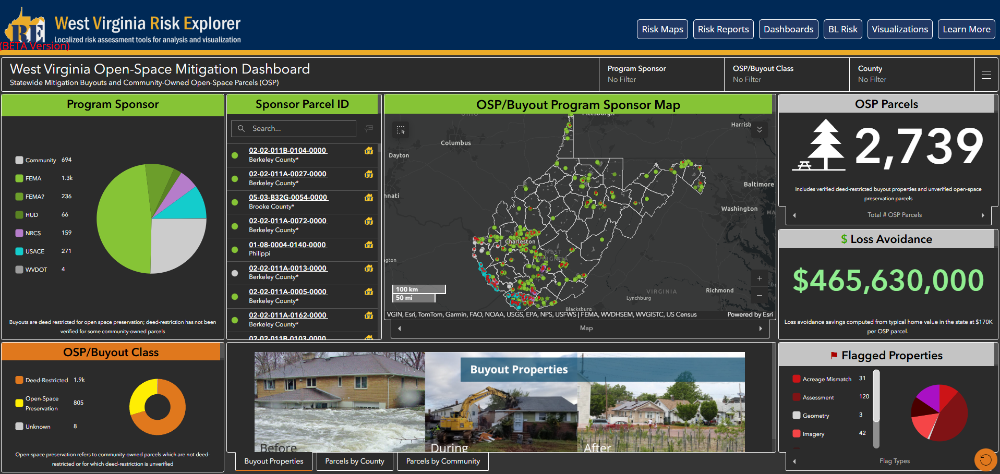 West Virginia Risk Explorer
Localized risk assessment tools for analysis and visualization
(BETA Version)
Risk Maps
Risk Reports
Dashboards
BL Risk
Visualizations
Learn More
West Virginia Open-Space Mitigation Dashboard
Statewide Mitigation Buyouts and Community-Owned Open-Space Parcels (OSP)
Program Sponsor
No Filter
OSP/Buyout Class
No Filter
County
No Filter
Program Sponsor
Community 694
FEMA 1.3k
FEMA? 236
HUD 66
NRCS 159
USACE 271
WVDOT 4
Buyouts are deed restricted for open space preservation; deed-restriction has not been
verified for some community-owned parcels
Sponsor Parcel ID
Search...
02-02-011B-0104-0000
Berkeley County*
02-02-011A-0027-0000
Berkeley County*
05-03-B32G-0054-0000
Brooke County*
02-02-011A-0072-0000
Berkeley County*
01-08-0004-0140-0000
Philippi
02-02-011A-0013-0000
Berkeley County*
02-02-011A-0005-0000
Berkeley County*
02-02-011A-0162-0000
Berkeley County*
02-02-011B-0103-0000
OSP/Buyout Program Sponsor Map
OHIO
Pittsburgh
Harrisb
Columbus
Dayton
Baltimore
nnati
Washington
MA
Charleston
WEST
VIRGINIA
ngton
VIRGINIA
Richmond
Lynchburg
Blacksburg
100 km
50 mi
VGIN, Esri, TomTom, Garmin, FAO, NOAA, USGS, EPA, NPS, USFWS | FEMA, WVDHSEM, WVGISTC, US Census
Powered by Esri
Map
OSP Parcels
2,739
Includes verified deed-restricted buyout properties and unverified open-space
preservation parcels
Total # OSP Parcels
$ Loss Avoidance
$465,630,000
Loss avoidance savings computed from typical home value in the state at $170K
per OSP parcel.
OSP/Buyout Class
Deed-Restricted 1.9k
Open-Space
Preservation 805
Unknown 8
Open-space preservation refers to community-owned parcels which are not deed-
restricted or for which deed-restriction is unverified
Buyout Properties
Before
During
After
Buyout Properties
Parcels by County
Parcels by Community
Flagged Properties
Acreage Mismatch 31
Assessment 120
Geometry 3
Imagery 42
Flag Types